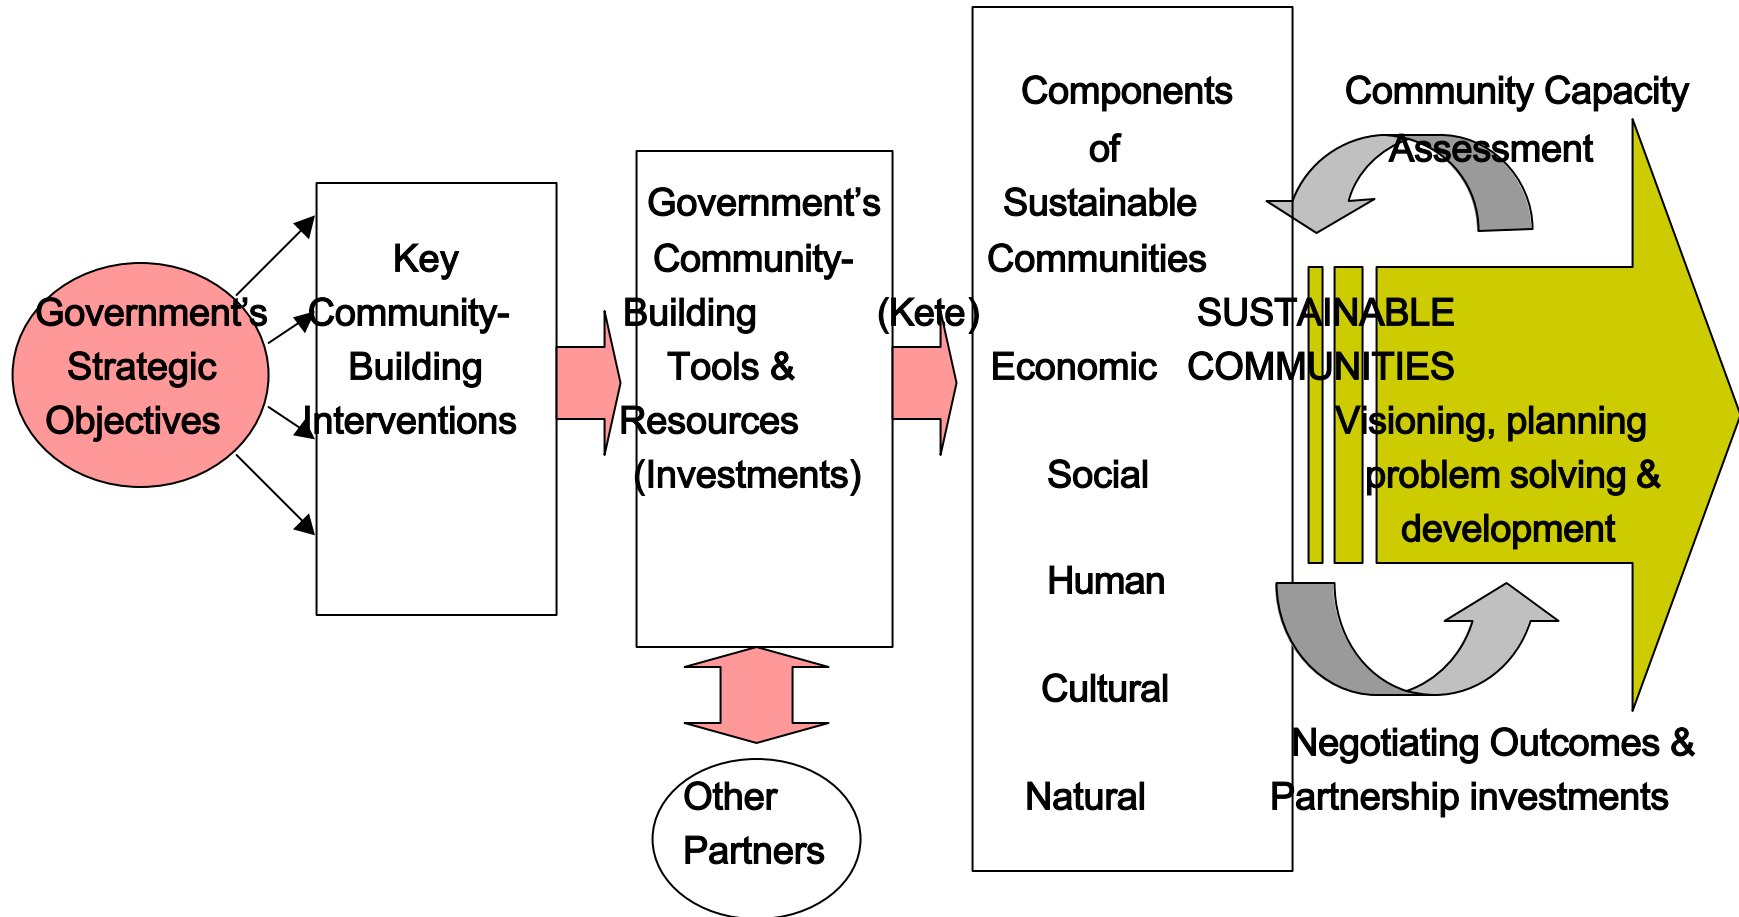 Government’s
Strategic
Objectives
Key
Community-
Building
Interventions
Government’s
Community-
Building (Kete)
Tools &
Resources
(Investments)
Other
Partners
Components
of
Sustainable
Communities
Economic
Social
Human
Cultural
Natural
Community Capacity
Assessment
SUSTAINABLE
COMMUNITIES
Visioning, planning
problem solving &
development
Negotiating Outcomes &
Partnership investments